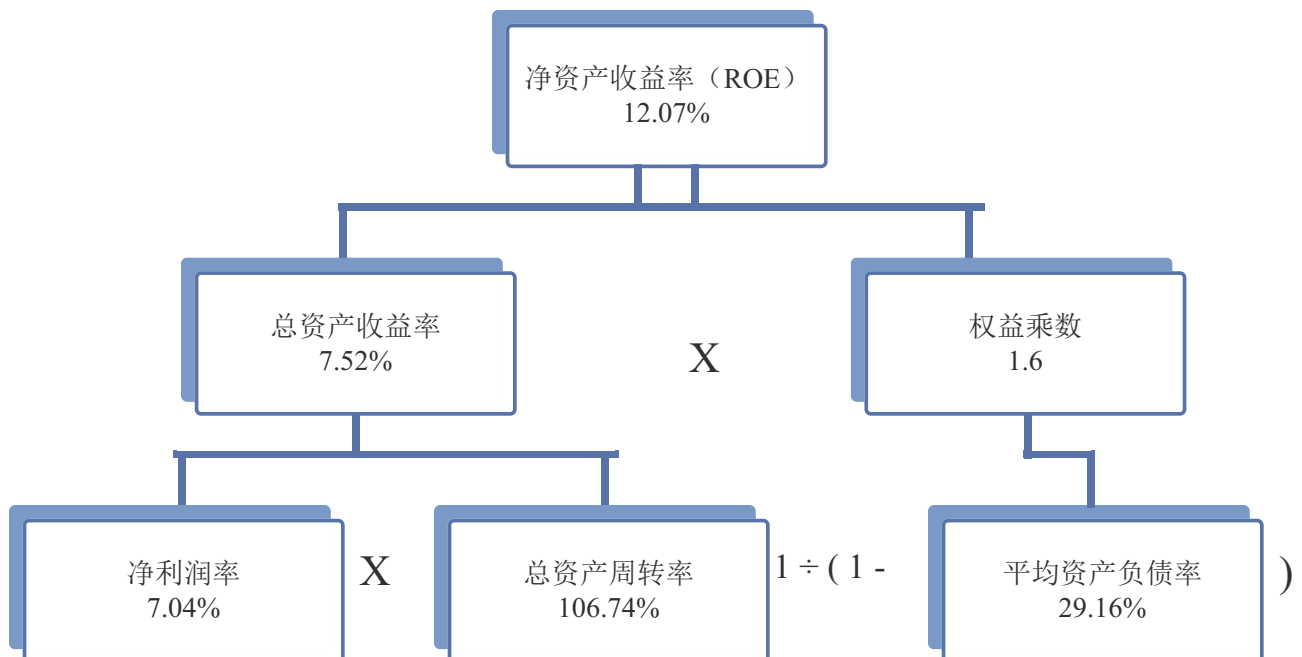 净资产收益率（ROE）
12.07%
总资产收益率
7.52%
X
权益乘数
1.6
净利润率
7.04%
X
总资产周转率
106.74%
1 ÷ ( 1 -
平均资产负债率
29.16%
)